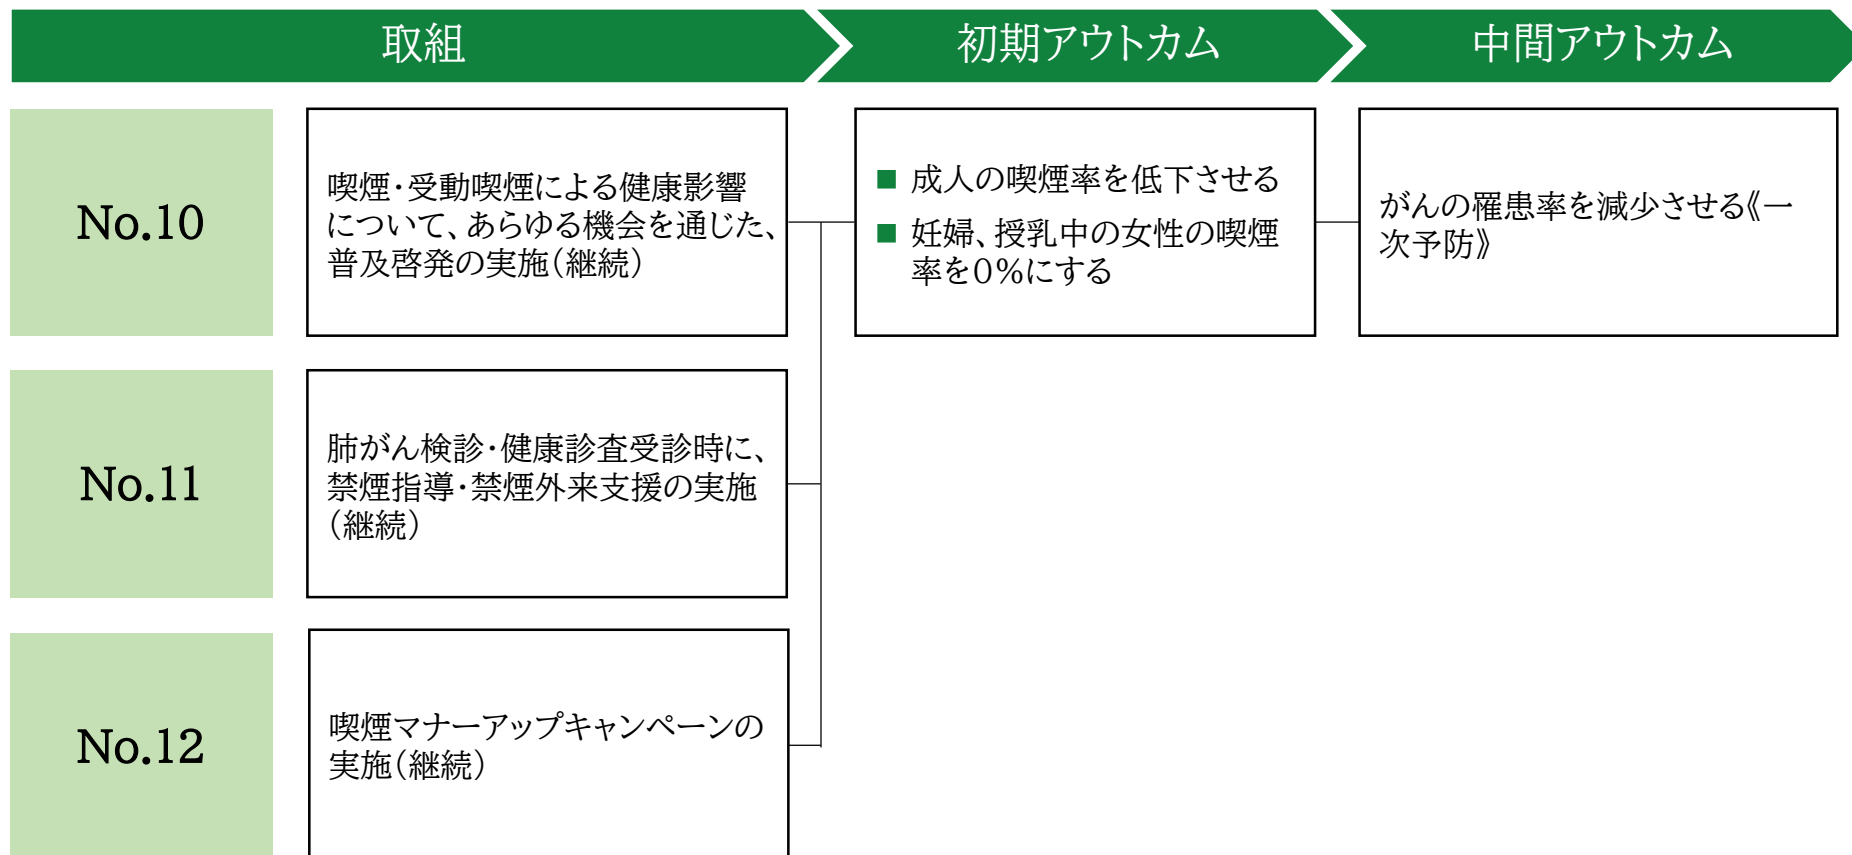 取組
初期アウトカム
中間アウトカム
No.10
喫煙・受動喫煙による健康影響
について、あらゆる機会を通じた、
普及啓発の実施(継続)
■ 成人の喫煙率を低下させる
■ 妊婦、授乳中の女性の喫煙
率を0%にする
がんの罹患率を減少させる《一
次予防》
No.11
肺がん検診・健康診査受診時に、
禁煙指導・禁煙外来支援の実施
(継続)
No.12
喫煙マナーアップキャンペーンの
実施(継続)